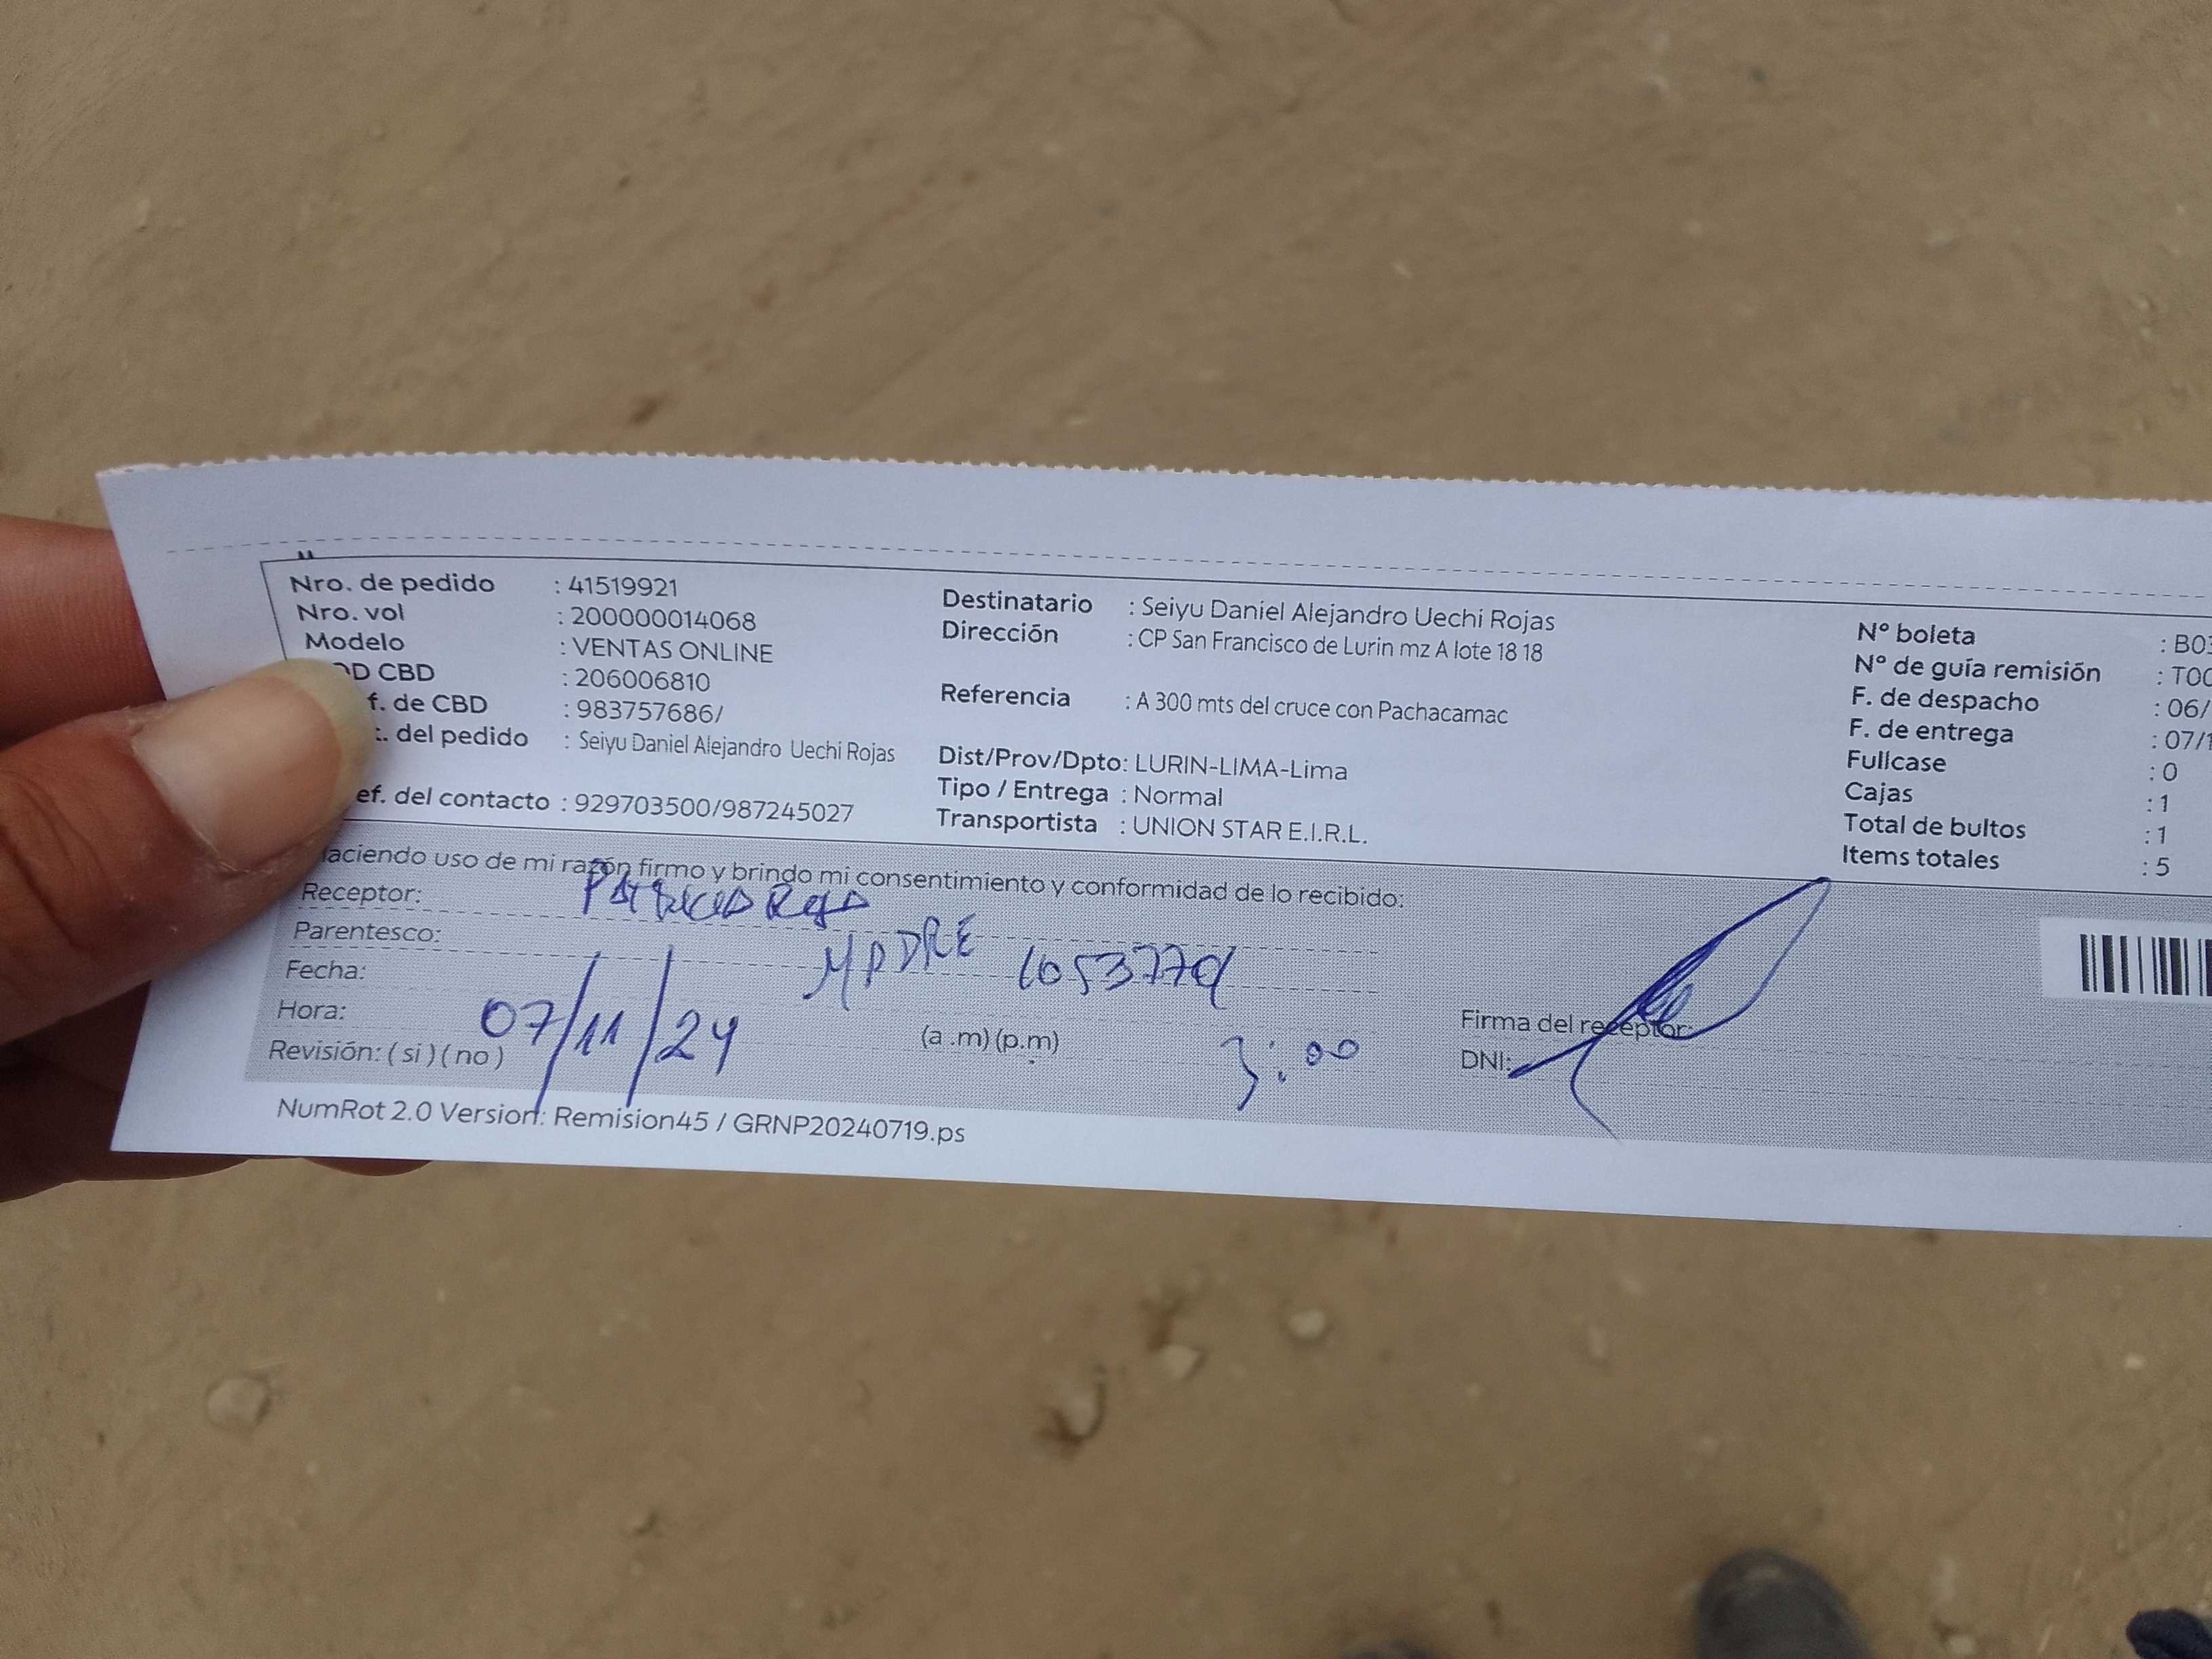 Nro. de pedido : 41519921
Nro. vol : 200000014068
Modelo : VENTAS ONLINE
D CBD : 206006810
f. de CBD : 983757686/
. del pedido : Seiyu Daniel Alejandro Uechi Rojas
ef. del contacto : 929703500/987245027
Destinatario : Seiyu Daniel Alejandro Uechi Rojas
Dirección : CP San Francisco de Lurin mz A lote 18 18
Referencia : A 300 mts del cruce con Pachacamac
Dist/Prov/Dpto: LURIN-LIMA-Lima
Tipo / Entrega : Normal
Transportista : UNION STAR E.I.R.L.
N° boleta : B03
N° de guía remisión : T00
F. de despacho : 06/
F. de entrega : 07/1
Fullcase : 0
Cajas : 1
Total de bultos : 1
Items totales : 5
aciendo uso de mi razón firmo y brindo mi consentimiento y conformidad de lo recibido:
Receptor:
Parentesco: MADRE
Fecha: 07/11/24
Hora: (a .m) (p.m) 3:00
Revisión: ( si ) ( no )
Firma del receptor:
DNI:
NumRot 2.0 Version: Remision45 / GRNP20240719.ps